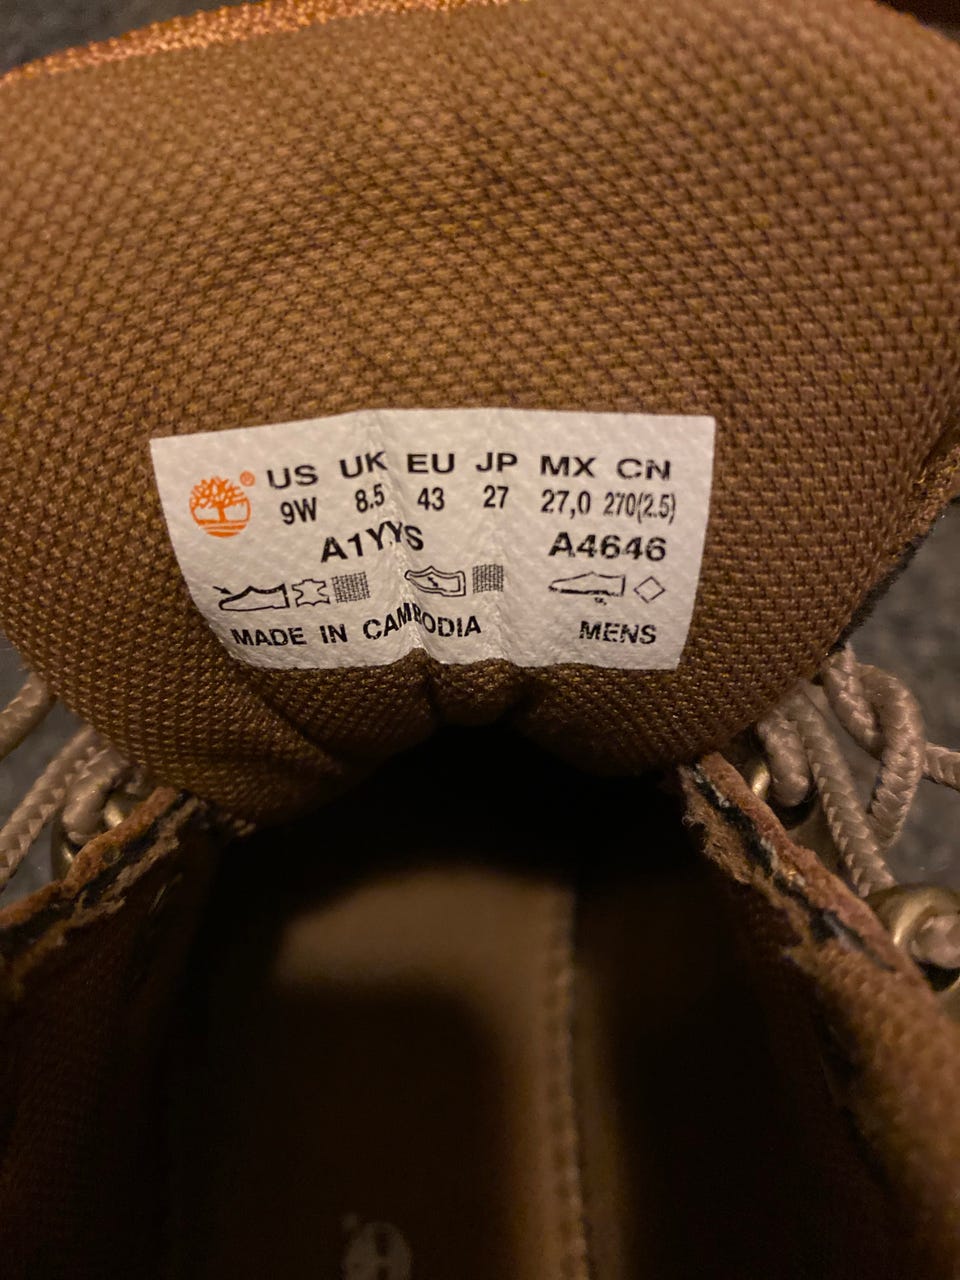 ® US UK EU JP MX CN
9W 8.5 43 27 27,0 270(2.5)
A1YYS A4646
MADE IN CAMBODIA MENS